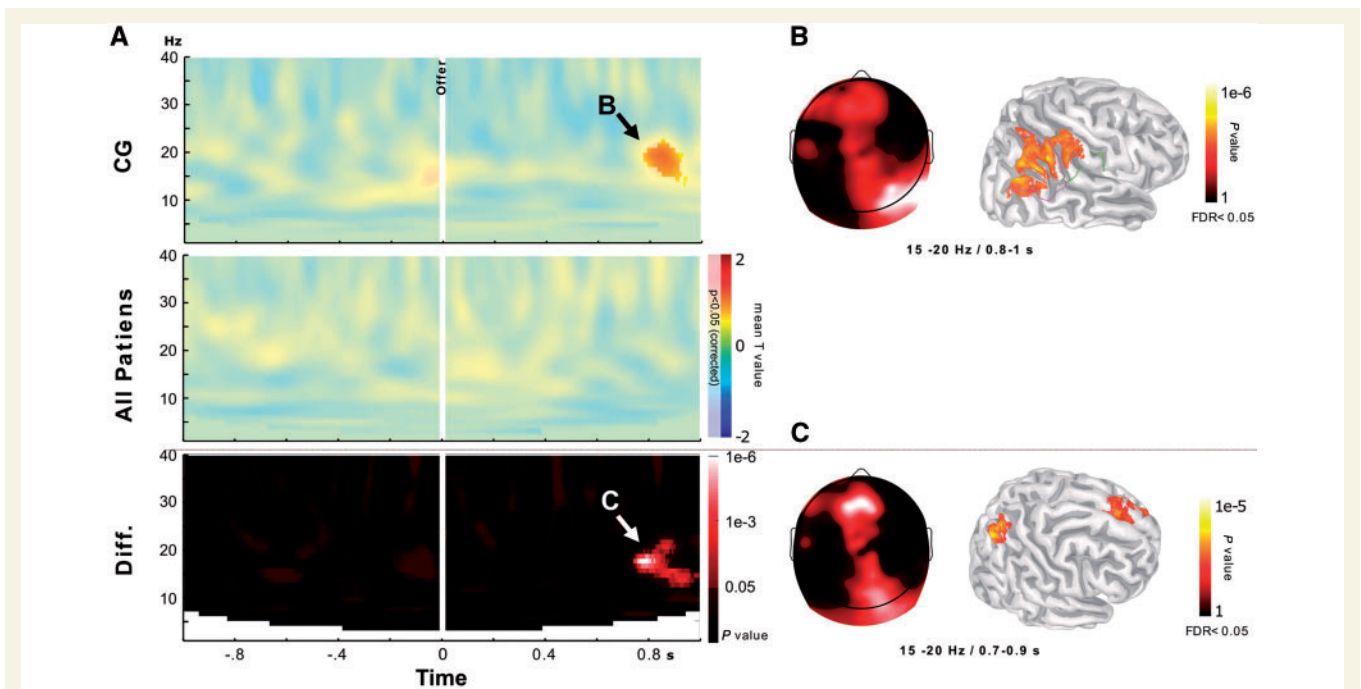 A
Hz
40
30
20
10
CG
Offer
B
All Patiens
40
30
20
10
2
0
-2
p<0.05 (corrected)
mean T value
Diff.
40
30
20
10
C
1e-6
1e-3
0.05
P value
-.8
-.4
0
0.4
0.8 s
Time
B
15 -20 Hz / 0.8-1 s
1e-6
P value
1
FDR< 0.05
C
15 -20 Hz / 0.7-0.9 s
1e-5
P value
1
FDR< 0.05